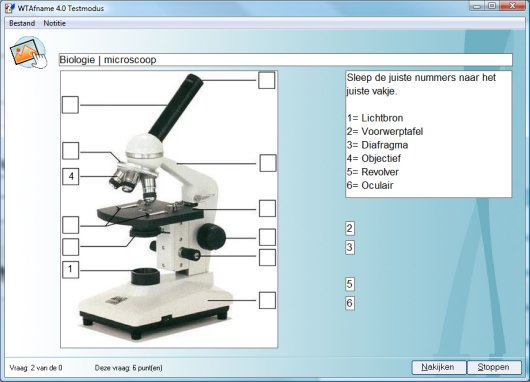 WTAfname 4.0 Testmodus
Bestand Notitie
Biologie | microscoop
Sleep de juiste nummers naar het
juiste vakje.
1= Lichtbron
2= Voorwerptafel
3= Diafragma
4= Objectief
5= Revolver
6= Oculair
4
1
2
3
5
6
Vraag: 2 van de 0
Deze vraag: 6 punt(en)
Nakijken
Stoppen